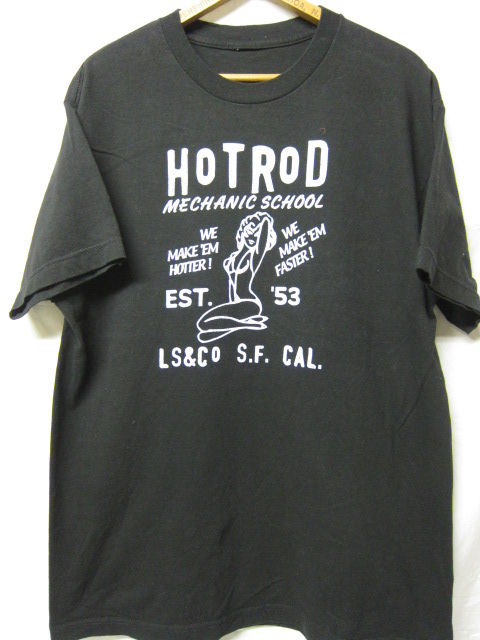 HOTROD
MECHANIC SCHOOL
WE
MAKE 'EM
HOTTER!
WE
MAKE 'EM
FASTER!
EST. '53
LS&CO S.F. CAL.